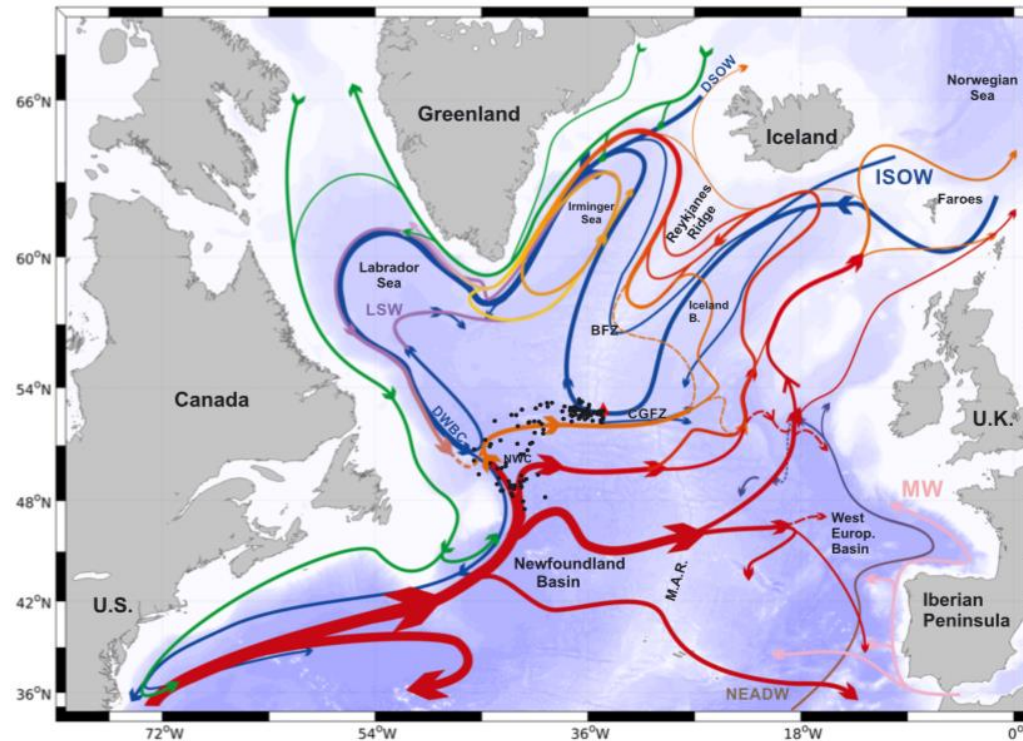 66°N
60°N
54°N
48°N
42°N
36°N
72°W
54°W
36°W
18°W
0°
Greenland
DSOW
Norwegian
Sea
Iceland
ISOW
Faroes
Irminger
Sea
Reykjanes
Ridge
Labrador
Sea
LSW
Iceland
B.
BFZ
Canada
DWBC
CGFZ
U.K.
NWC
MW
West
Europ.
Basin
Newfoundland
Basin
M.A.R.
U.S.
Iberian
Peninsula
NEADW